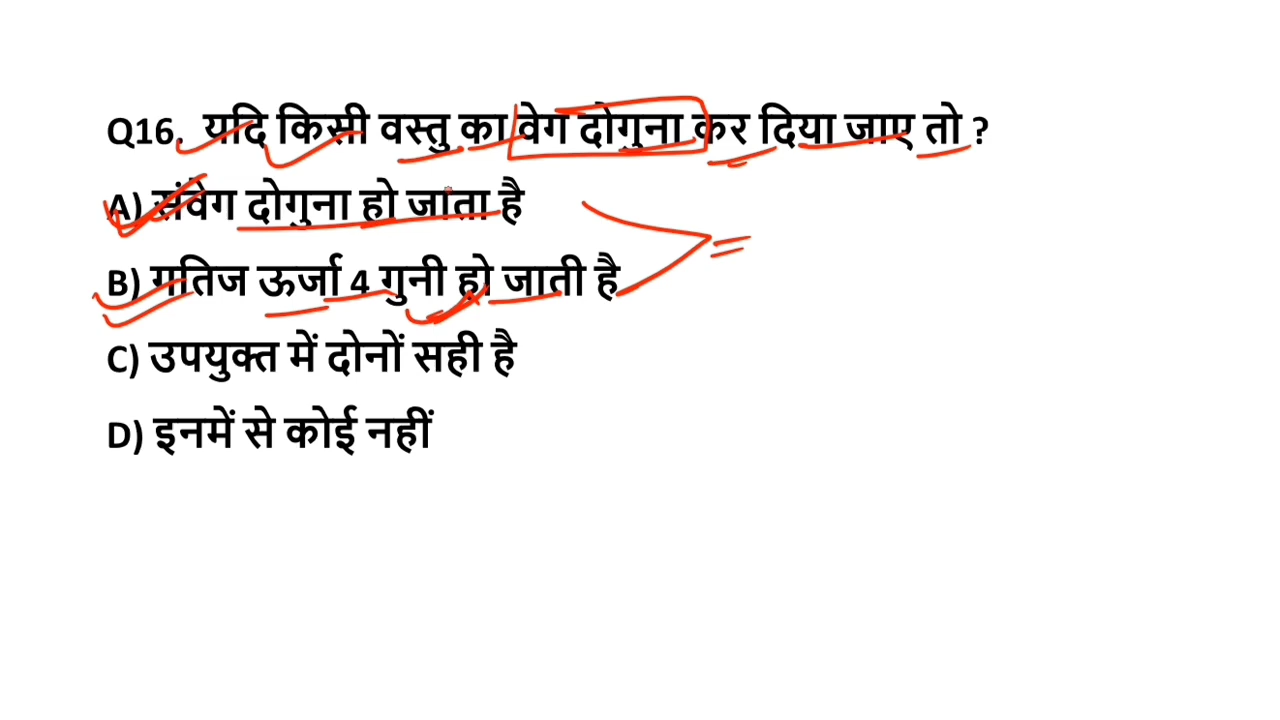 Q16. यदि किसी वस्तु का वेग दोगुना कर दिया जाए तो ?
A) संवेग दोगुना हो जाता है
B) गतिज ऊर्जा 4 गुनी हो जाती है
C) उपयुक्त में दोनों सही है
D) इनमें से कोई नहीं